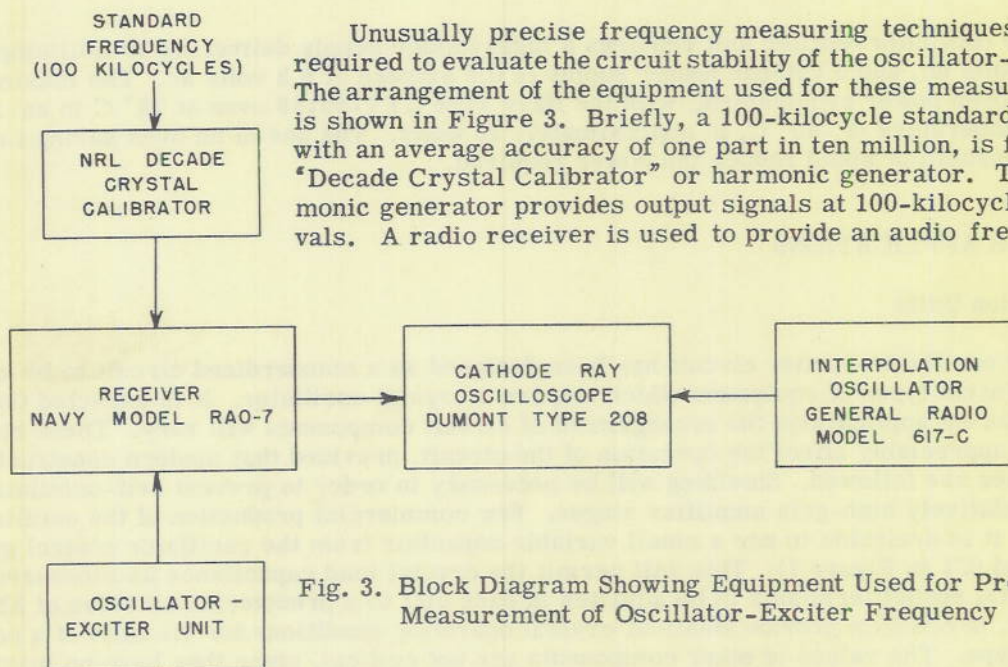 STANDARD
FREQUENCY
(100 KILOCYCLES)
NRL DECADE
CRYSTAL
CALIBRATOR
Unusually precise frequency measuring techniques
required to evaluate the circuit stability of the oscillator-
The arrangement of the equipment used for these measu
is shown in Figure 3. Briefly, a 100-kilocycle standard
with an average accuracy of one part in ten million, is f
"Decade Crystal Calibrator" or harmonic generator. T
monic generator provides output signals at 100-kilocycl
vals. A radio receiver is used to provide an audio fre
RECEIVER
NAVY MODEL RAO-7
CATHODE RAY
OSCILLOSCOPE
DUMONT TYPE 208
INTERPOLATION
OSCILLATOR
GENERAL RADIO
MODEL 617-C
OSCILLATOR-
EXCITER UNIT
Fig. 3. Block Diagram Showing Equipment Used for Pre
Measurement of Oscillator-Exciter Frequency